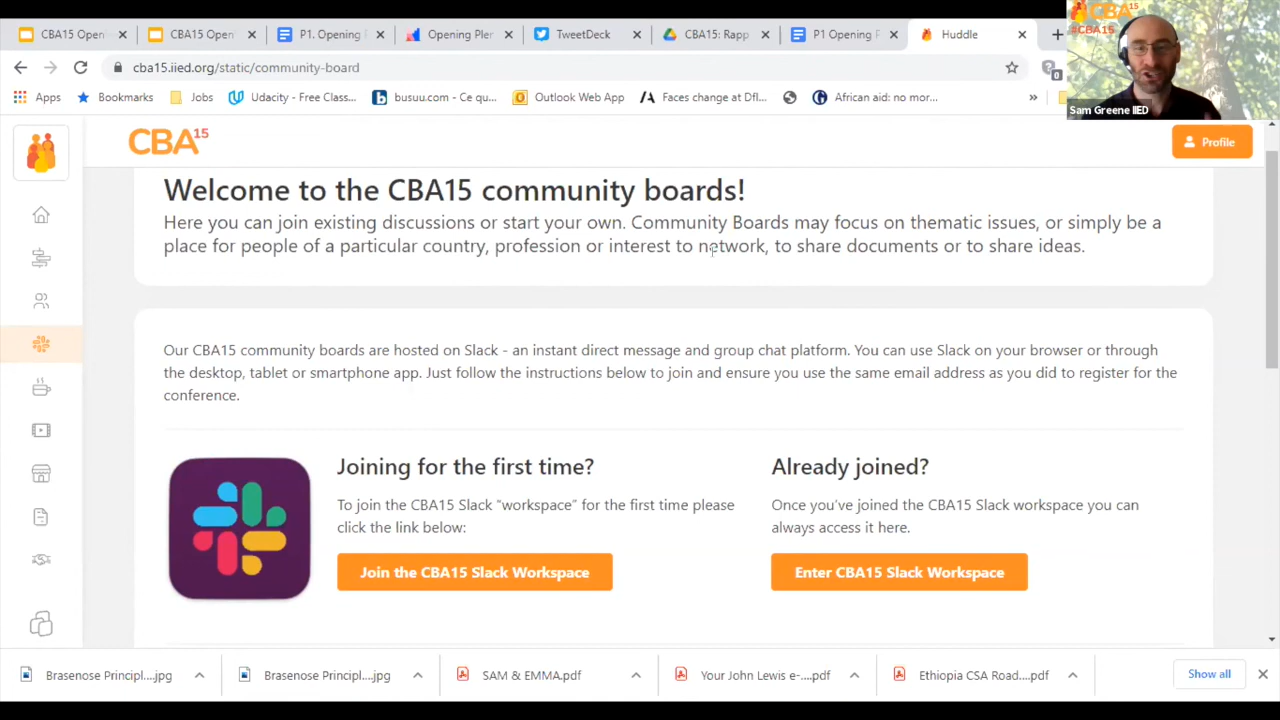 CBA15 Open
CBA15 Open
P1. Opening
Opening Plen
TweetDeck
CBA15: Rapp
P1 Opening P
Huddle
cba15.iied.org/static/community-board
0
Apps
Bookmarks
Jobs
Udacity - Free Class...
busuu.com - Ce qu...
Outlook Web App
Faces change at Dfl...
African aid: no mor...
»
CBA15
#CBA15
Sam Greene IIED
CBA15
Profile
Welcome to the CBA15 community boards!
Here you can join existing discussions or start your own. Community Boards may focus on thematic issues, or simply be a
place for people of a particular country, profession or interest to network, to share documents or to share ideas.
Our CBA15 community boards are hosted on Slack - an instant direct message and group chat platform. You can use Slack on your browser or through
the desktop, tablet or smartphone app. Just follow the instructions below to join and ensure you use the same email address as you did to register for the
conference.
Joining for the first time?
To join the CBA15 Slack “workspace” for the first time please
click the link below:
Join the CBA15 Slack Workspace
Already joined?
Once you’ve joined the CBA15 Slack workspace you can
always access it here.
Enter CBA15 Slack Workspace
Brasenose Principl....jpg
Brasenose Principl....jpg
SAM & EMMA.pdf
Your John Lewis e-....pdf
Ethiopia CSA Road....pdf
Show all